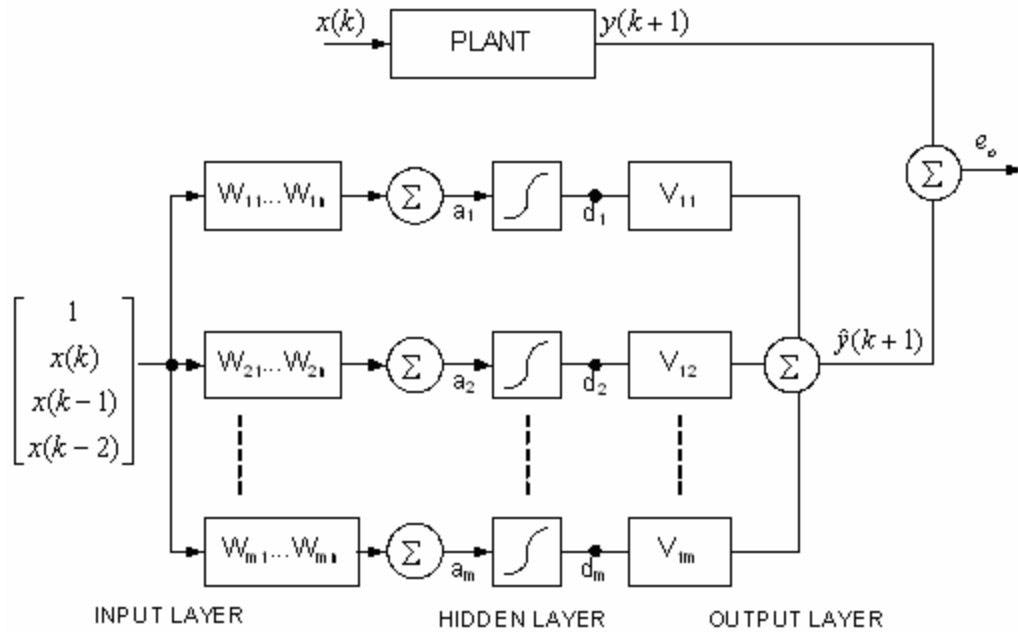 x(k) PLANT y(k+1)
eₒ
Σ
W₁₁...W₁ₙ Σ a₁ d₁ V₁₁
1
x(k)
x(k−1)
x(k−2)
W₂₁...W₂ₙ Σ a₂ d₂ V₁₂ Σ ŷ(k+1)
Wₘ₁...Wₘₙ Σ aₘ dₘ V₁ₘ
INPUT LAYER HIDDEN LAYER OUTPUT LAYER